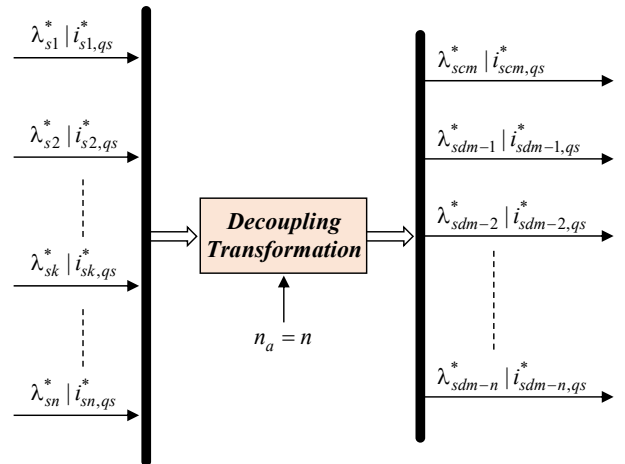 λ*s1 | i*s1,qs
λ*s2 | i*s2,qs
λ*sk | i*sk,qs
λ*sn | i*sn,qs
Decoupling
Transformation
n_a = n
λ*scm | i*scm,qs
λ*sdm−1 | i*sdm−1,qs
λ*sdm−2 | i*sdm−2,qs
λ*sdm−n | i*sdm−n,qs